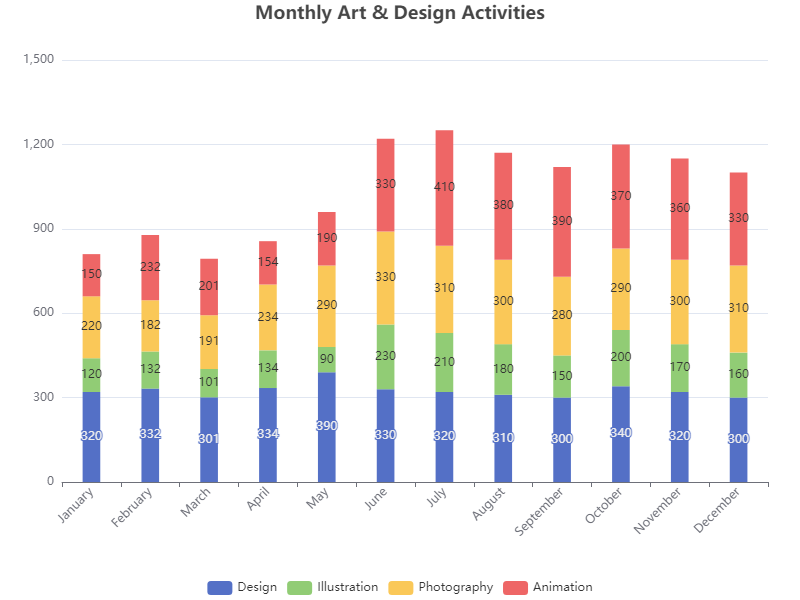 Monthly Art & Design Activities
1,500
1,200
900
600
300
0
150 232 201 154 190 330 410 380 390 370 360 330
220 182 191 234 290 330 310 300 280 290 300 310
120 132 101 134 90 230 210 180 150 200 170 160
320 332 301 334 390 330 320 310 300 340 320 300
January February March April May June July August September October November December
Design Illustration Photography Animation